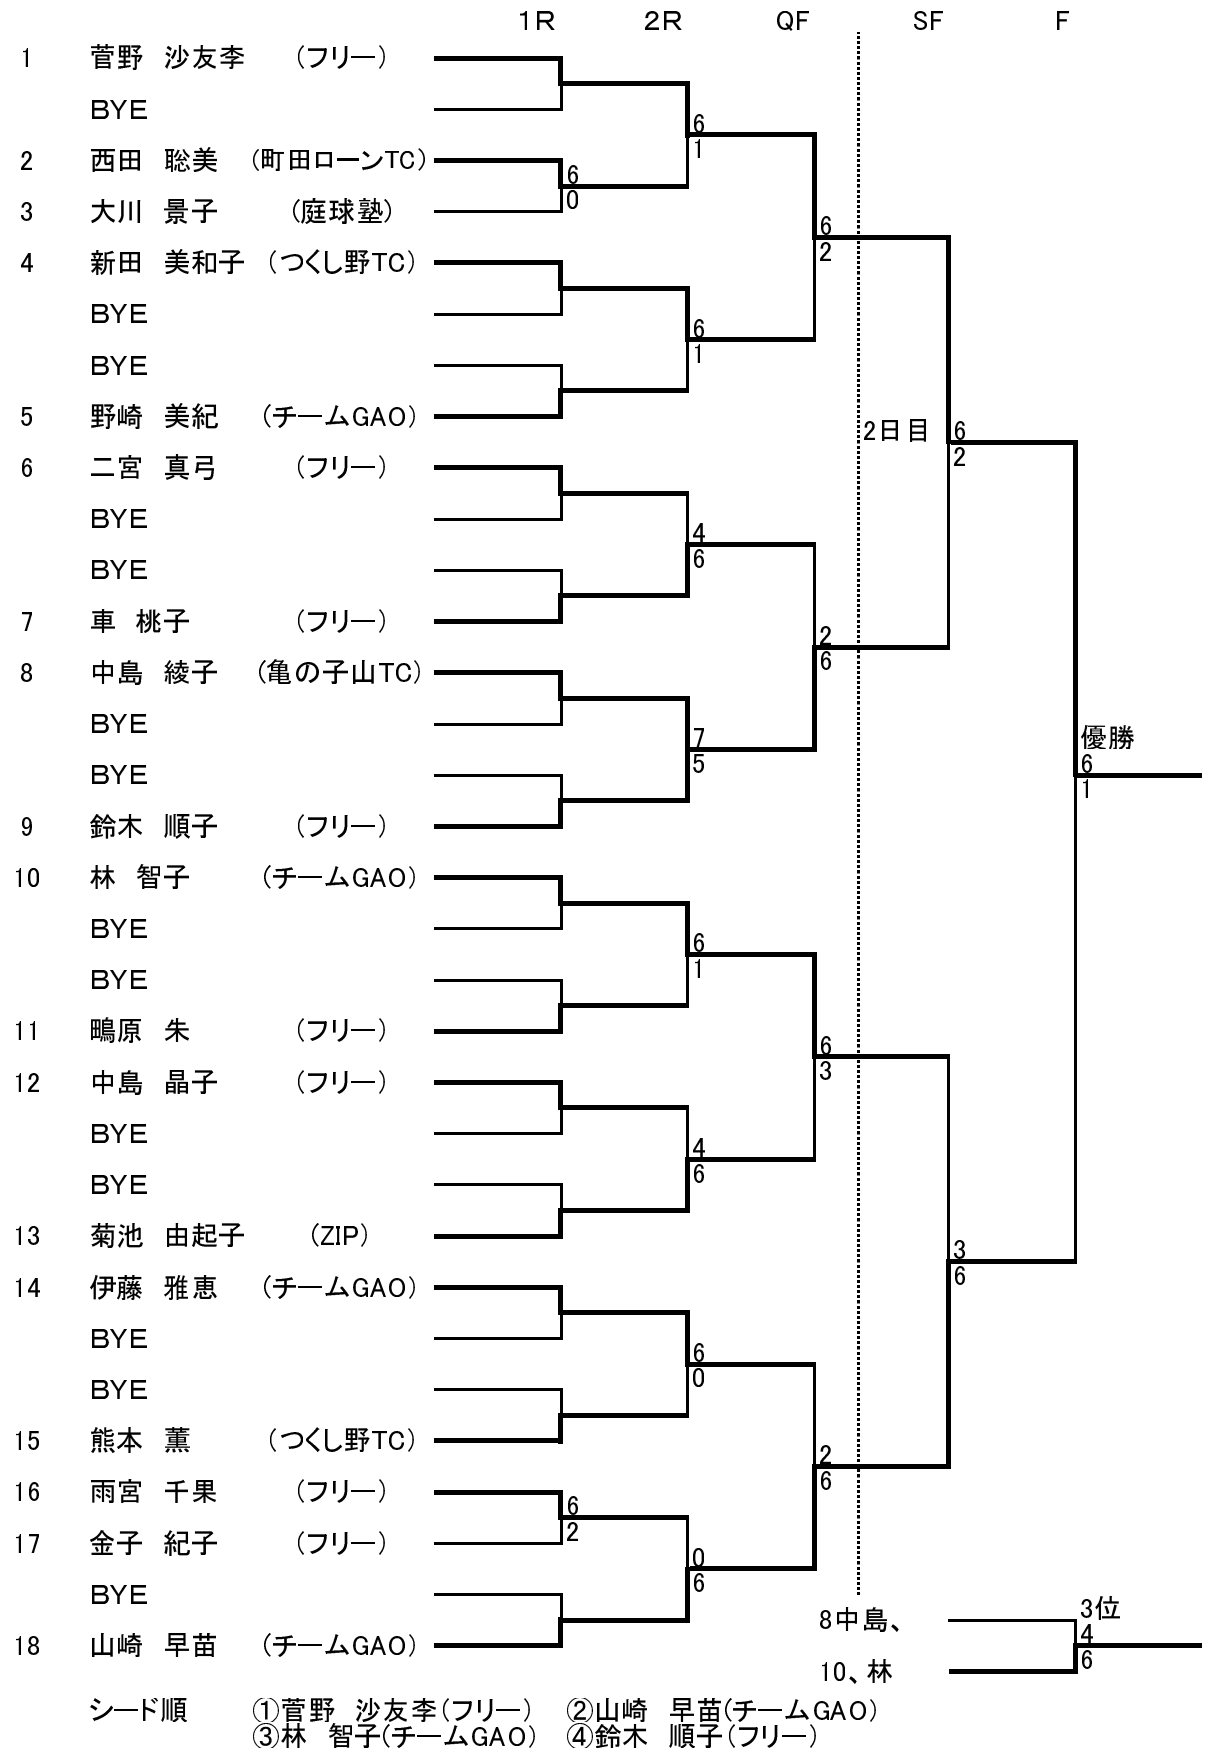 1R 2R QF SF F
1 菅野 沙友李 (フリー)
BYE
6
1
2 西田 聡美 (町田ローンTC)
6
0
3 大川 景子 (庭球塾)
6
2
4 新田 美和子 (つくし野TC)
BYE
6
1
BYE
5 野崎 美紀 (チームGAO)
2日目
6
2
6 二宮 真弓 (フリー)
BYE
4
6
BYE
7 車 桃子 (フリー)
2
6
8 中島 綾子 (亀の子山TC)
BYE
7
5
優勝
6
1
BYE
9 鈴木 順子 (フリー)
10 林 智子 (チームGAO)
BYE
6
1
BYE
11 鴫原 朱 (フリー)
6
3
12 中島 晶子 (フリー)
BYE
4
6
BYE
13 菊池 由起子 (ZIP)
3
6
14 伊藤 雅恵 (チームGAO)
BYE
6
0
BYE
15 熊本 薫 (つくし野TC)
2
6
16 雨宮 千果 (フリー)
6
2
17 金子 紀子 (フリー)
0
6
BYE
18 山崎 早苗 (チームGAO)
8中島、
3位
4
6
10、林
シード順 ①菅野 沙友李(フリー) ②山崎 早苗(チームGAO)
③林 智子(チームGAO) ④鈴木 順子(フリー)